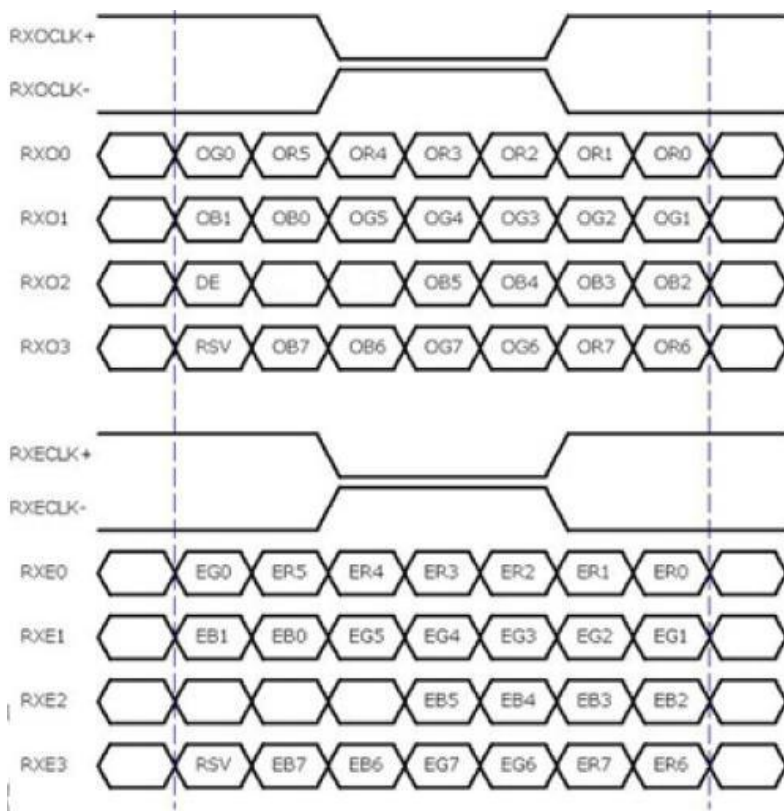 RXOCLK+
RXOCLK-
RXO0 OG0 OR5 OR4 OR3 OR2 OR1 OR0
RXO1 OB1 OB0 OG5 OG4 OG3 OG2 OG1
RXO2 DE OB5 OB4 OB3 OB2
RXO3 RSV OB7 OB6 OG7 OG6 OR7 OR6
RXECLK+
RXECLK-
RXE0 EG0 ER5 ER4 ER3 ER2 ER1 ER0
RXE1 EB1 EB0 EG5 EG4 EG3 EG2 EG1
RXE2 EB5 EB4 EB3 EB2
RXE3 RSV EB7 EB6 EG7 EG6 ER7 ER6